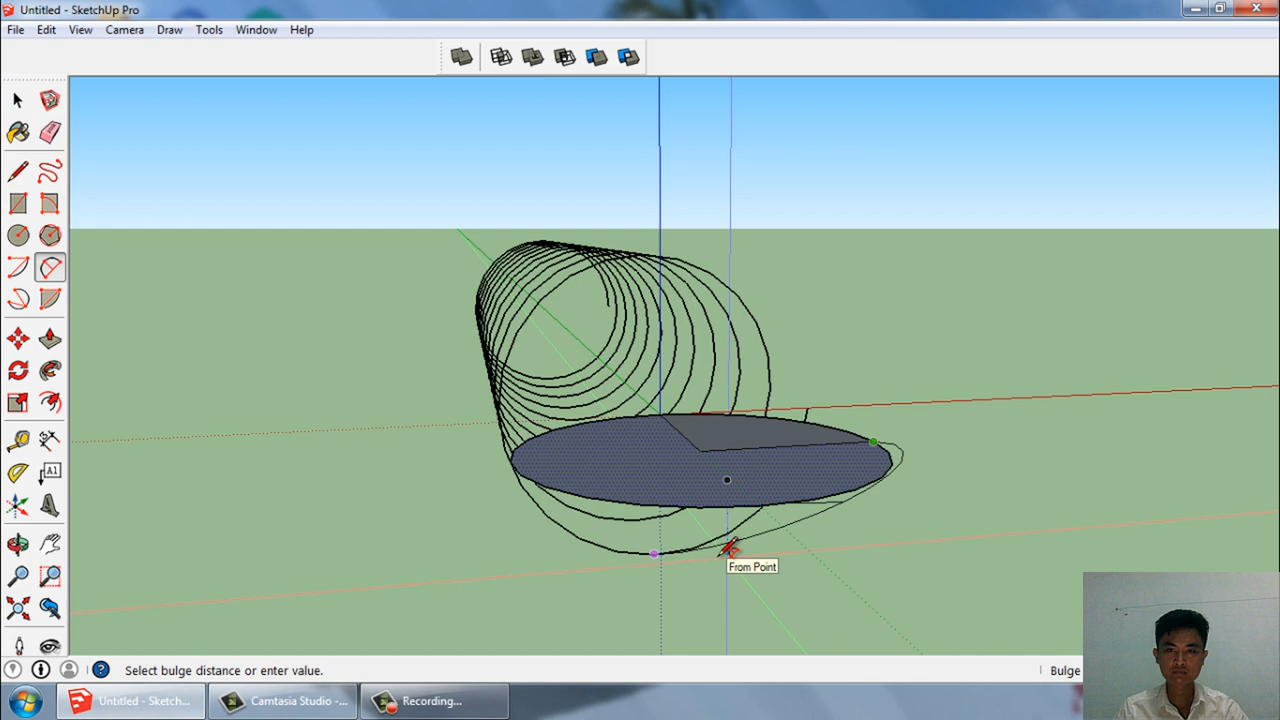 Untitled - SketchUp Pro
File Edit View Camera Draw Tools Window Help
A1
From Point
Select bulge distance or enter value.
Bulge
Untitled - Sketch...
Camtasia Studio -...
Recording...